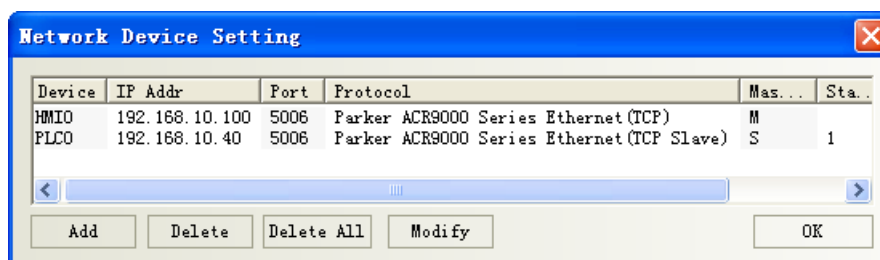 Network Device Setting
Device IP Addr Port Protocol Mas... Sta..
HMI0 192.168.10.100 5006 Parker ACR9000 Series Ethernet(TCP) M
PLC0 192.168.10.40 5006 Parker ACR9000 Series Ethernet(TCP Slave) S 1
Add Delete Delete All Modify OK